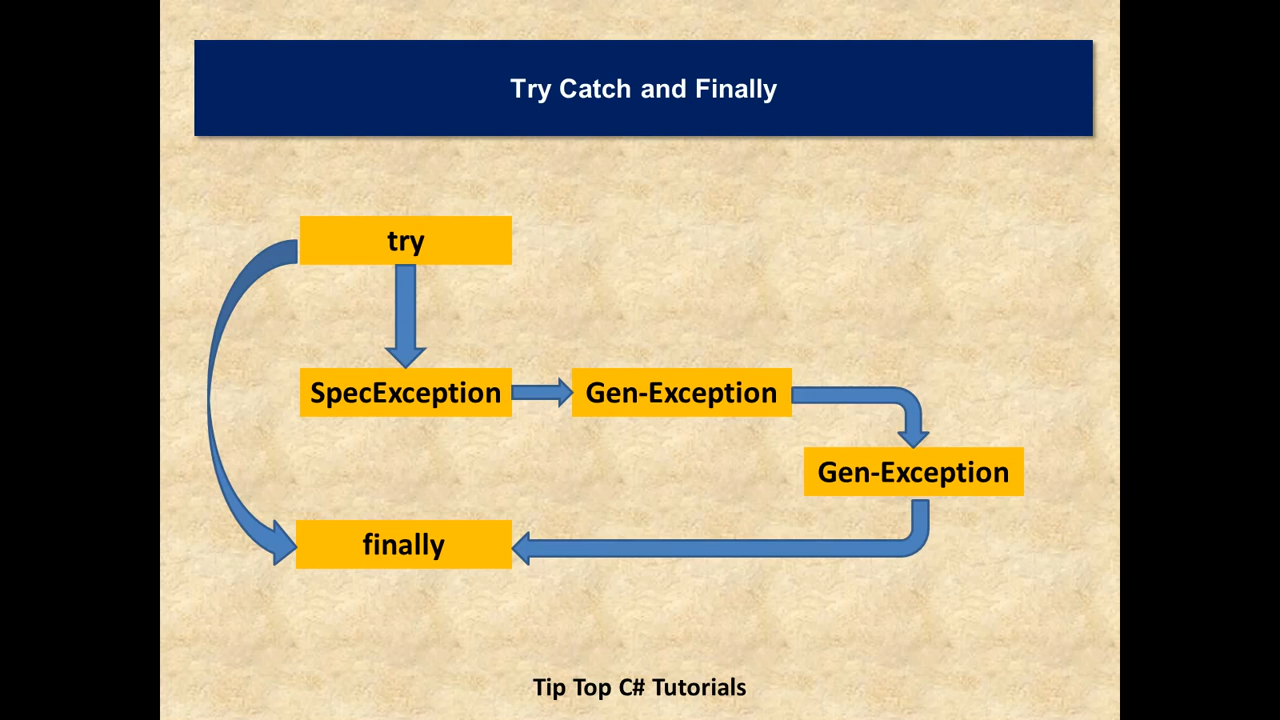 Try Catch and Finally
try
SpecException
Gen-Exception
Gen-Exception
finally
Tip Top C# Tutorials